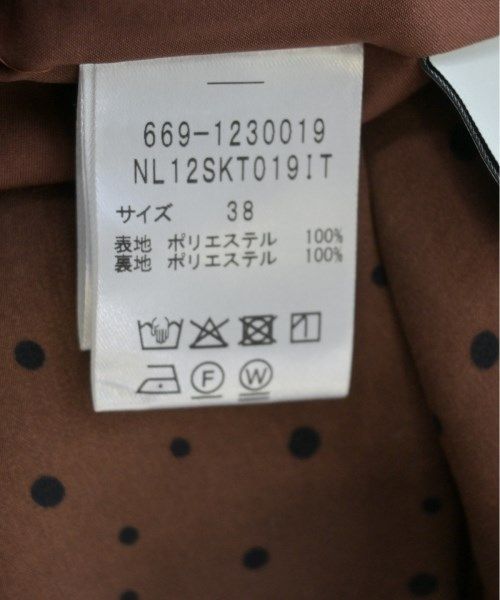 669-1230019
NL12SKT019IT
サイズ 38
表地 ポリエステル 100%
裏地 ポリエステル 100%
F W